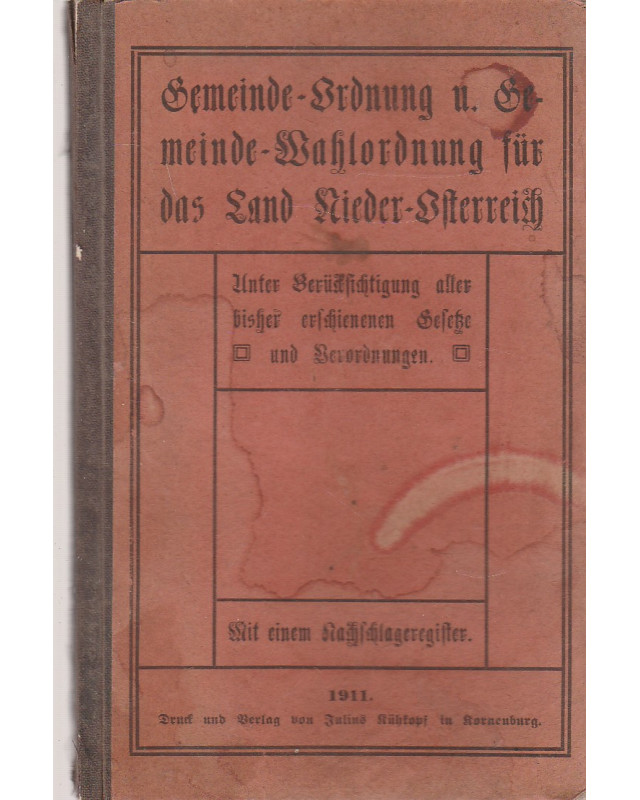 Gemeinde-Ordnung u. Ge-
meinde-Wahlordnung für
das Land Nieder-Österreich
Unter Berücksichtigung aller
bisher erschienenen Gesetze
und Verordnungen.
Mit einem Nachschlageregister.
1911.
Druck und Verlag von Julius Kühkopf in Korneuburg.